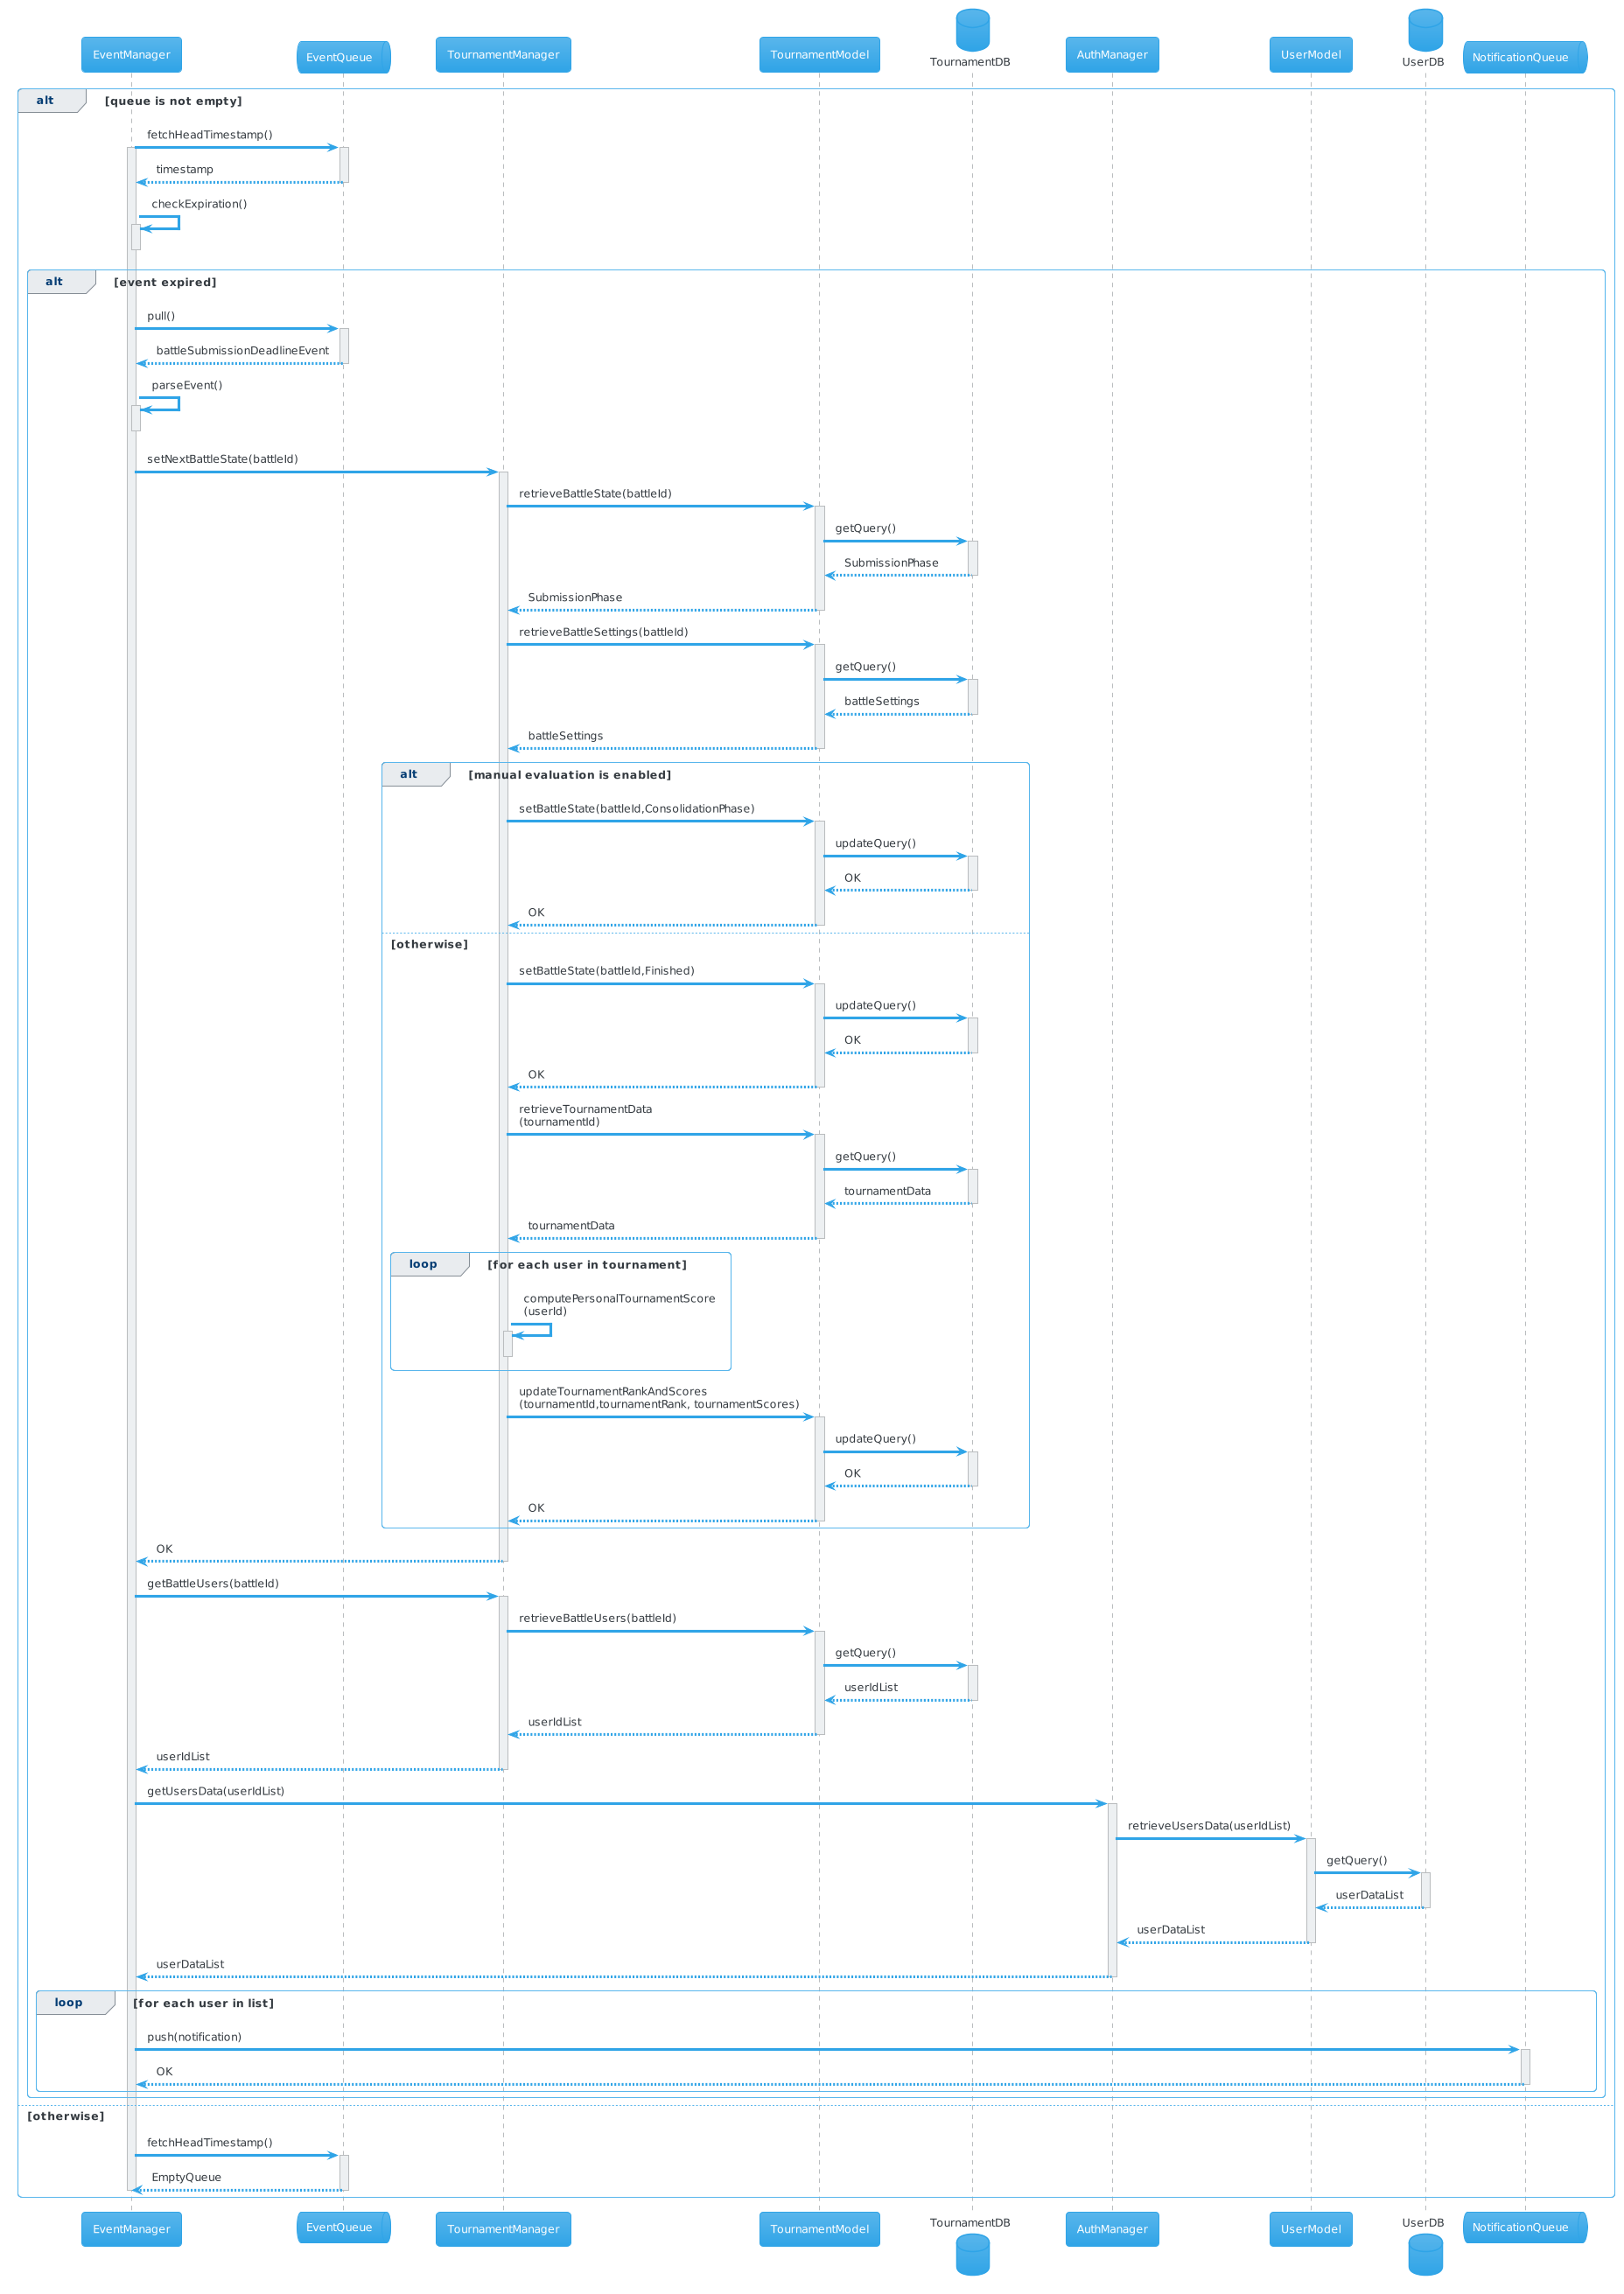 EventManager
EventQueue
TournamentManager
TournamentModel
TournamentDB
AuthManager
UserModel
UserDB
NotificationQueue
alt [queue is not empty]
fetchHeadTimestamp()
timestamp
checkExpiration()
alt [event expired]
pull()
battleSubmissionDeadlineEvent
parseEvent()
setNextBattleState(battleId)
retrieveBattleState(battleId)
getQuery()
SubmissionPhase
SubmissionPhase
retrieveBattleSettings(battleId)
getQuery()
battleSettings
battleSettings
alt [manual evaluation is enabled]
setBattleState(battleId,ConsolidationPhase)
updateQuery()
OK
OK
[otherwise]
setBattleState(battleId,Finished)
updateQuery()
OK
OK
retrieveTournamentData
(tournamentId)
getQuery()
tournamentData
tournamentData
loop [for each user in tournament]
computePersonalTournamentScore
(userId)
updateTournamentRankAndScores
(tournamentId,tournamentRank, tournamentScores)
updateQuery()
OK
OK
OK
getBattleUsers(battleId)
retrieveBattleUsers(battleId)
getQuery()
userIdList
userIdList
userIdList
getUsersData(userIdList)
retrieveUsersData(userIdList)
getQuery()
userDataList
userDataList
userDataList
loop [for each user in list]
push(notification)
OK
[otherwise]
fetchHeadTimestamp()
EmptyQueue
EventManager
EventQueue
TournamentManager
TournamentModel
TournamentDB
AuthManager
UserModel
UserDB
NotificationQueue